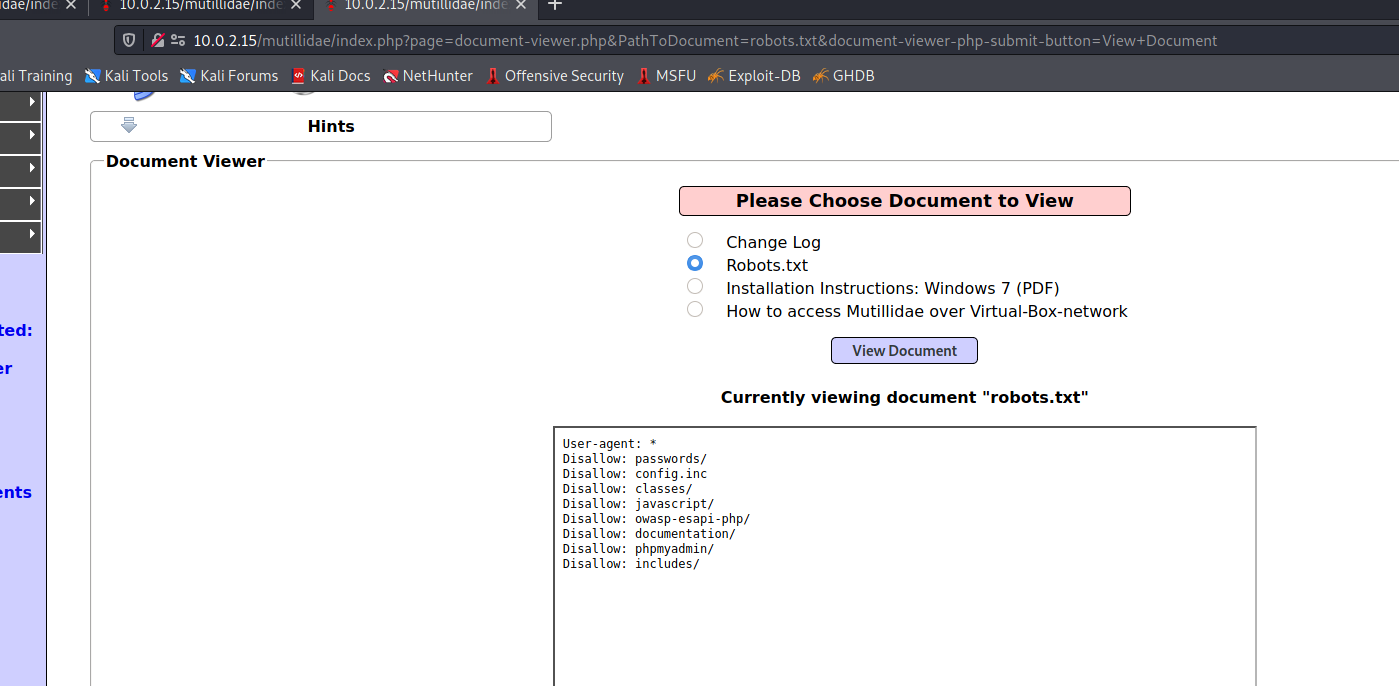 idae/inde
10.0.2.15/mutillidae/inde
10.0.2.15/mutillidae/inde
10.0.2.15/mutillidae/index.php?page=document-viewer.php&PathToDocument=robots.txt&document-viewer-php-submit-button=View+Document
ali Training Kali Tools Kali Forums Kali Docs NetHunter Offensive Security MSFU Exploit-DB GHDB
Hints
Document Viewer
Please Choose Document to View
Change Log
Robots.txt
Installation Instructions: Windows 7 (PDF)
How to access Mutillidae over Virtual-Box-network
View Document
Currently viewing document "robots.txt"
User-agent: *
Disallow: passwords/
Disallow: config.inc
Disallow: classes/
Disallow: javascript/
Disallow: owasp-esapi-php/
Disallow: documentation/
Disallow: phpmyadmin/
Disallow: includes/
ted:
er
ents